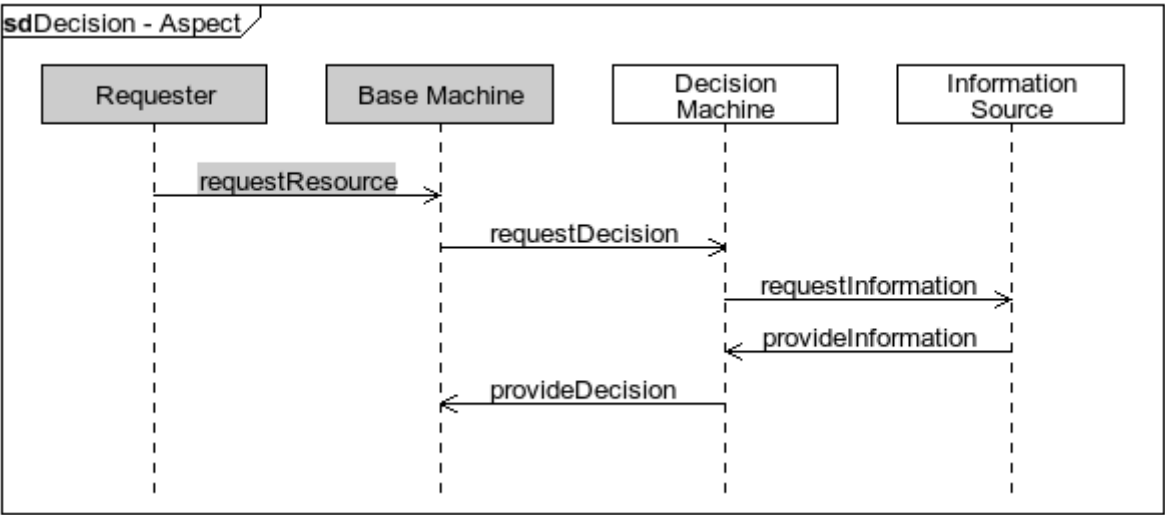 sdDecision - Aspect
Requester
Base Machine
Decision
Machine
Information
Source
requestResource
requestDecision
requestInformation
provideInformation
provideDecision